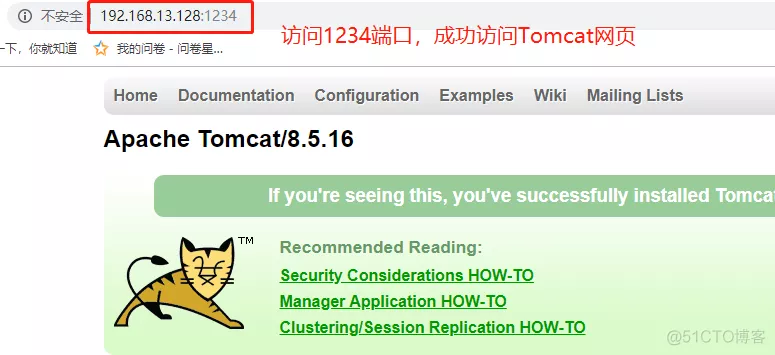 不安全 192.168.13.128:1234
访问1234端口，成功访问Tomcat网页
一下，你就知道 我的问卷 - 问卷星...
Home Documentation Configuration Examples Wiki Mailing Lists
Apache Tomcat/8.5.16
If you're seeing this, you've successfully installed Tomca
TM
Recommended Reading:
Security Considerations HOW-TO
Manager Application HOW-TO
Clustering/Session Replication HOW-TO
@51CTO博客